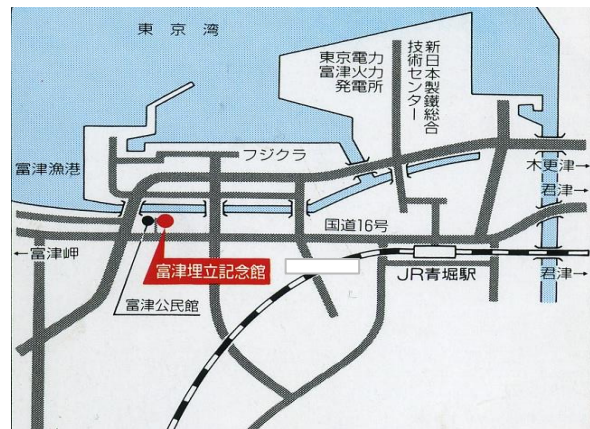 東京湾
東京電力
富津火力
発電所
新日本製鐵総合
技術センター
フジクラ
富津漁港
木更津→
君津→
国道16号
←富津岬
富津埋立記念館
JR青堀駅
君津→
富津公民館